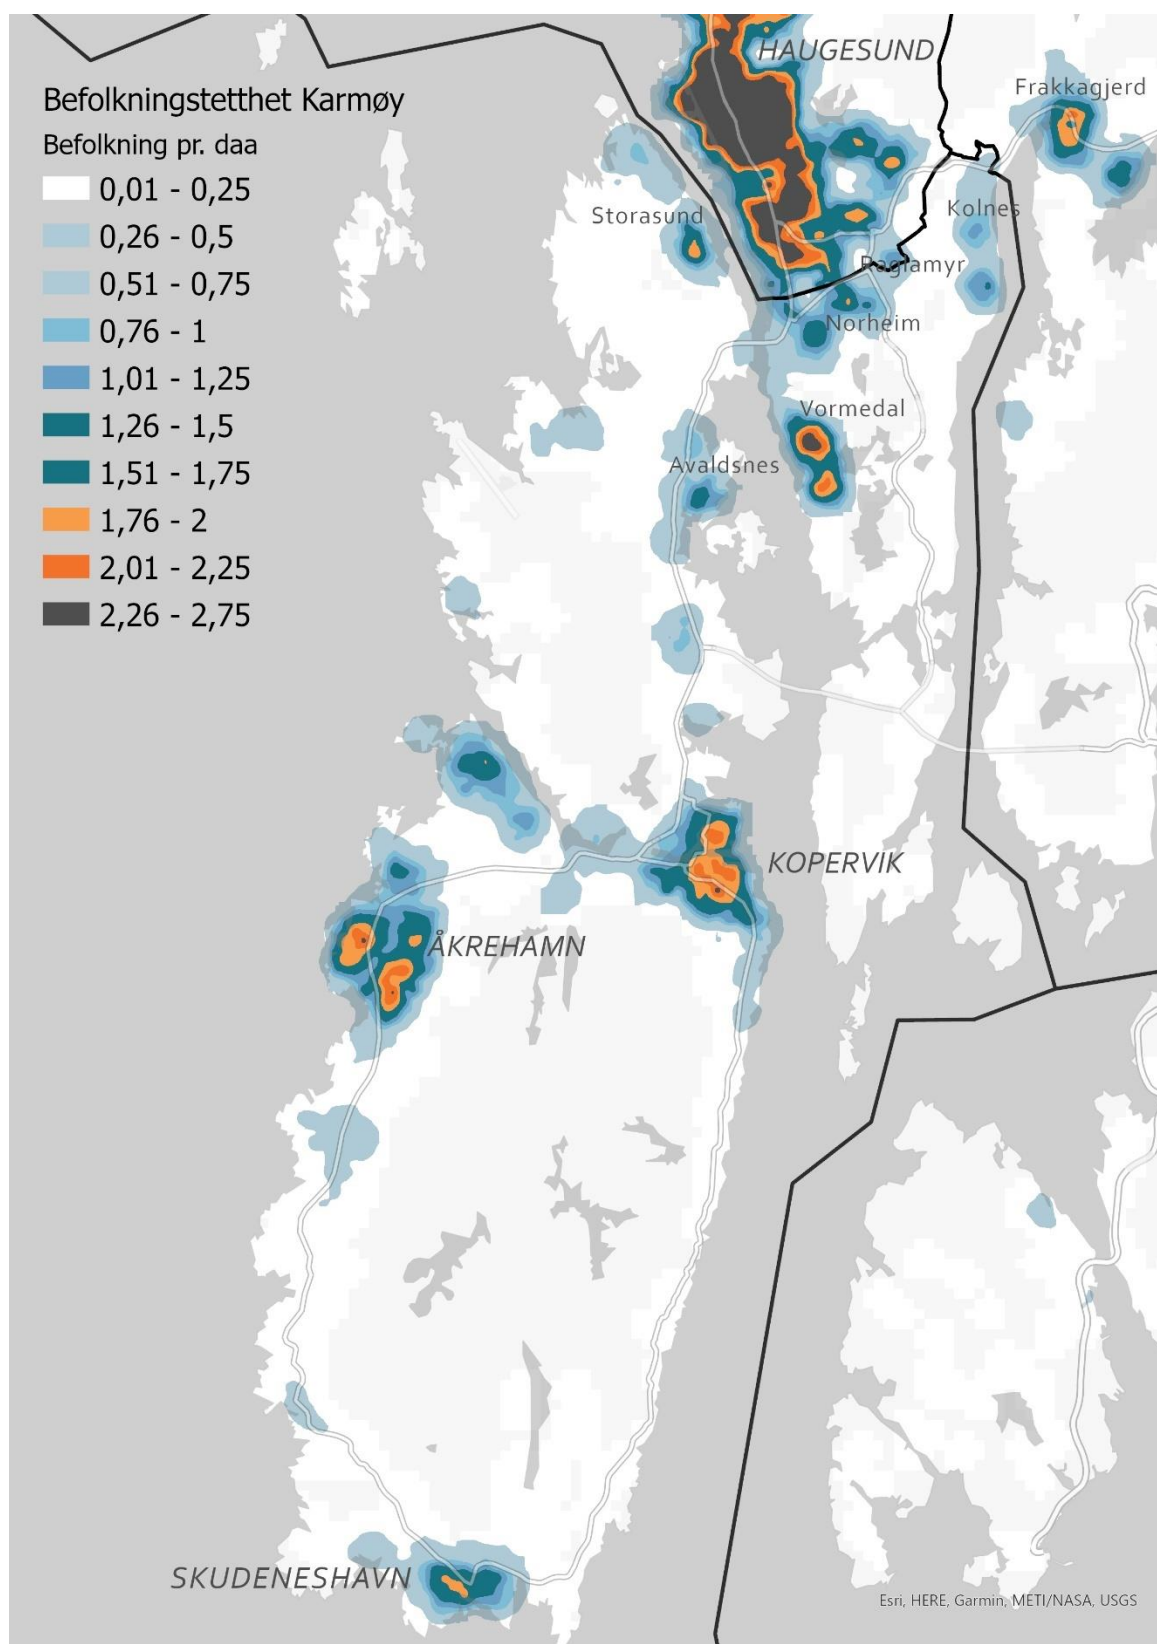 Befolkningstetthet Karmøy
Befolkning pr. daa
0,01 - 0,25
0,26 - 0,5
0,51 - 0,75
0,76 - 1
1,01 - 1,25
1,26 - 1,5
1,51 - 1,75
1,76 - 2
2,01 - 2,25
2,26 - 2,75
HAUGESUND
Frakkagjerd
Storasund
Kolnes
Raglamyr
Norheim
Vormedal
Avaldsnes
KOPERVIK
ÅKREHAMN
SKUDENESHAVN
Esri, HERE, Garmin, METI/NASA, USGS